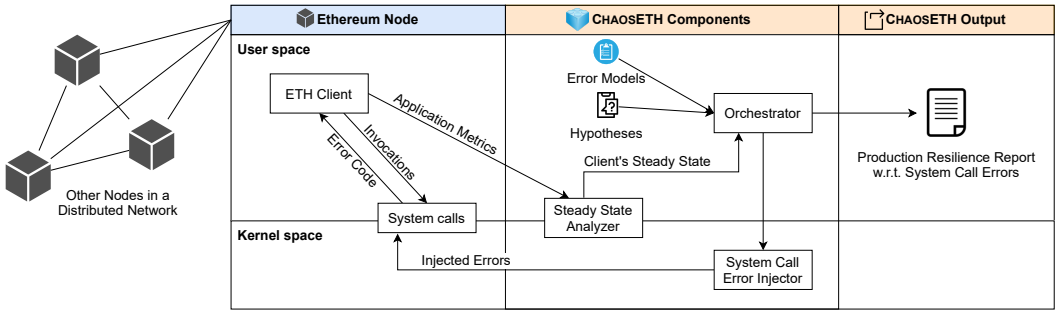 Ethereum Node
CHAOSETH Components
CHAOSETH Output
User space
ETH Client
Application Metrics
Invocations
Error Code
System calls
Error Models
Hypotheses
Orchestrator
Client's Steady State
Steady State
Analyzer
Production Resilience Report
w.r.t. System Call Errors
Other Nodes in a
Distributed Network
Kernel space
Injected Errors
System Call
Error Injector